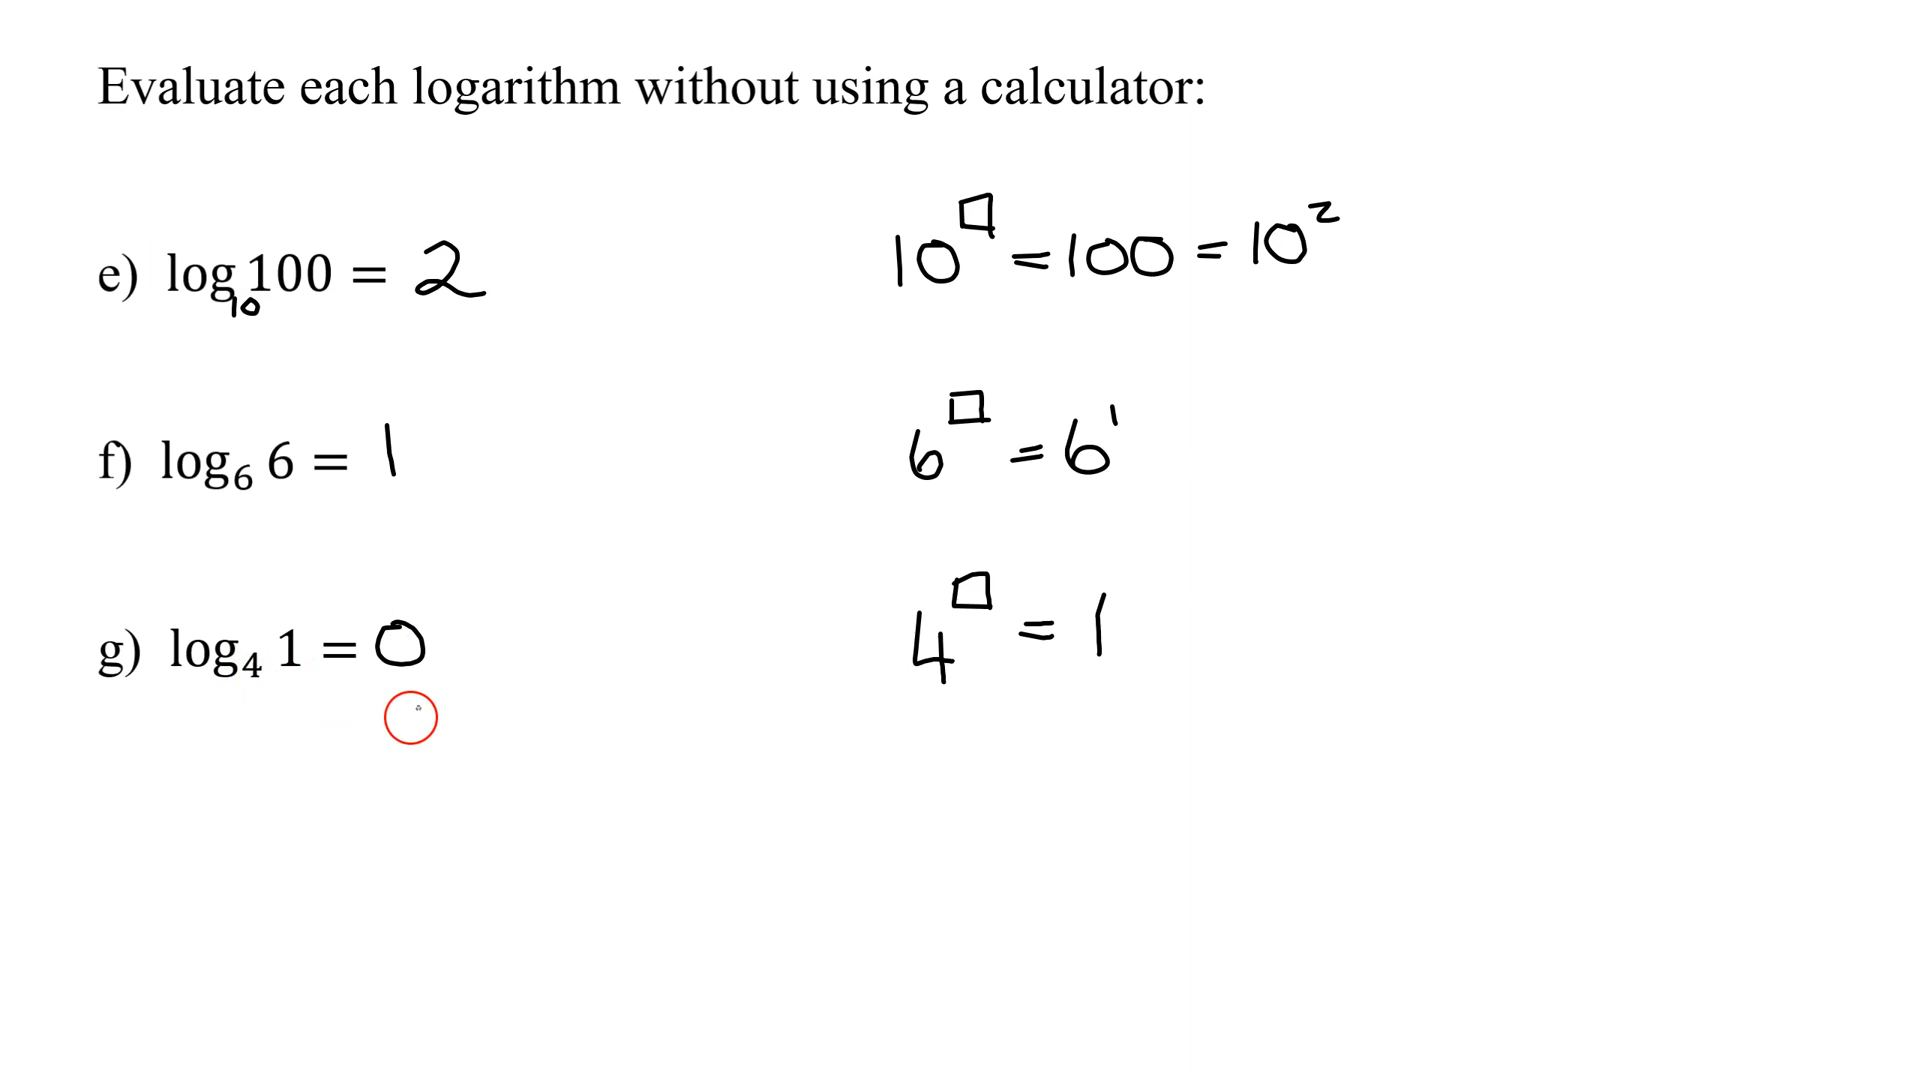 Evaluate each logarithm without using a calculator:
e) log₁₀ 100 = 2 10^□ = 100 = 10²
f) log₆ 6 = 1 6^□ = 6¹
g) log₄ 1 = 0 4^□ = 1